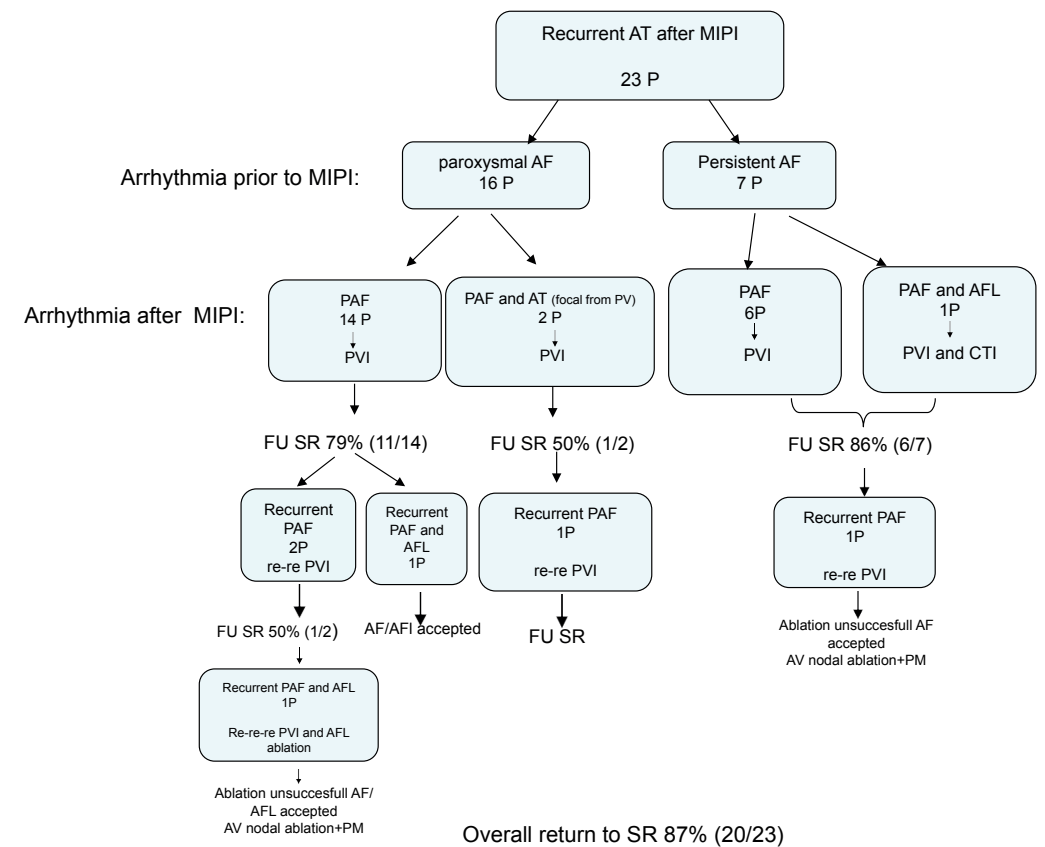 Recurrent AT after MIPI
23 P
Arrhythmia prior to MIPI:
paroxysmal AF
16 P
Persistent AF
7 P
Arrhythmia after  MIPI:
PAF
14 P
PVI
PAF and AT (focal from PV)
2 P
PVI
PAF
6P
PVI
PAF and AFL
1P
PVI and CTI
FU SR 79% (11/14)
FU SR 50% (1/2)
FU SR 86% (6/7)
Recurrent
PAF
2P
re-re PVI
Recurrent
PAF and
AFL
1P
Recurrent PAF
1P
re-re PVI
Recurrent PAF
1P
re-re PVI
FU SR 50% (1/2)
AF/AFl accepted
FU SR
Ablation unsuccesfull AF
accepted
AV nodal ablation+PM
Recurrent PAF and AFL
1P
Re-re-re PVI and AFL
ablation
Ablation unsuccesfull AF/
AFL accepted
AV nodal ablation+PM
Overall return to SR 87% (20/23)